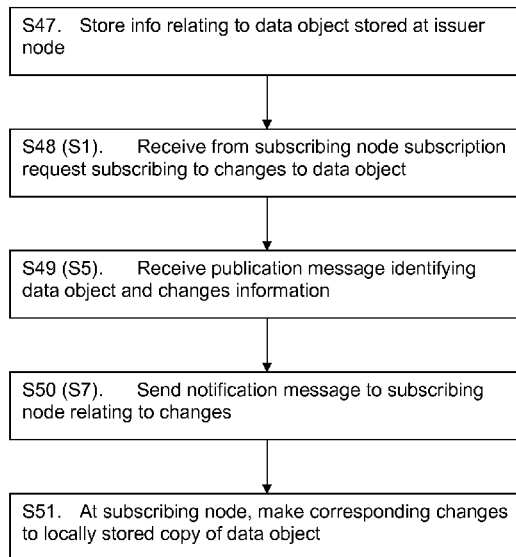 S47. Store info relating to data object stored at issuer
node
S48 (S1). Receive from subscribing node subscription
request subscribing to changes to data object
S49 (S5). Receive publication message identifying
data object and changes information
S50 (S7). Send notification message to subscribing
node relating to changes
S51. At subscribing node, make corresponding changes
to locally stored copy of data object